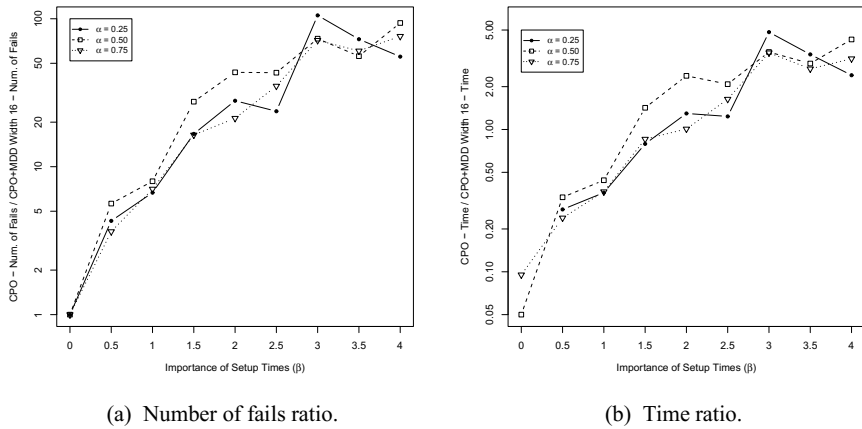 CPO − Num. of Fails / CPO+MDD Width 16 − Num. of Fails
100
50
20
10
5
2
1
α = 0.25
α = 0.50
α = 0.75
0 0.5 1 1.5 2 2.5 3 3.5 4
Importance of Setup Times (β)
(a) Number of fails ratio.
CPO − Time / CPO+MDD Width 16 − Time
5.00
2.00
1.00
0.50
0.20
0.10
0.05
α = 0.25
α = 0.50
α = 0.75
0 0.5 1 1.5 2 2.5 3 3.5 4
Importance of Setup Times (β)
(b) Time ratio.